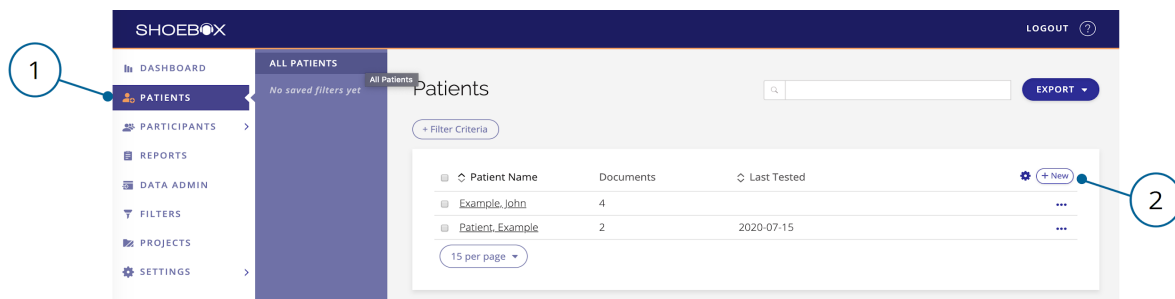 SHOEBOX
LOGOUT ?
1
DASHBOARD
PATIENTS
PARTICIPANTS
REPORTS
DATA ADMIN
FILTERS
PROJECTS
SETTINGS
ALL PATIENTS
No saved filters yet
All Patients
Patients
EXPORT
+ Filter Criteria
Patient Name Documents Last Tested + New
Example, John 4 •••
Patient, Example 2 2020-07-15 •••
15 per page
2